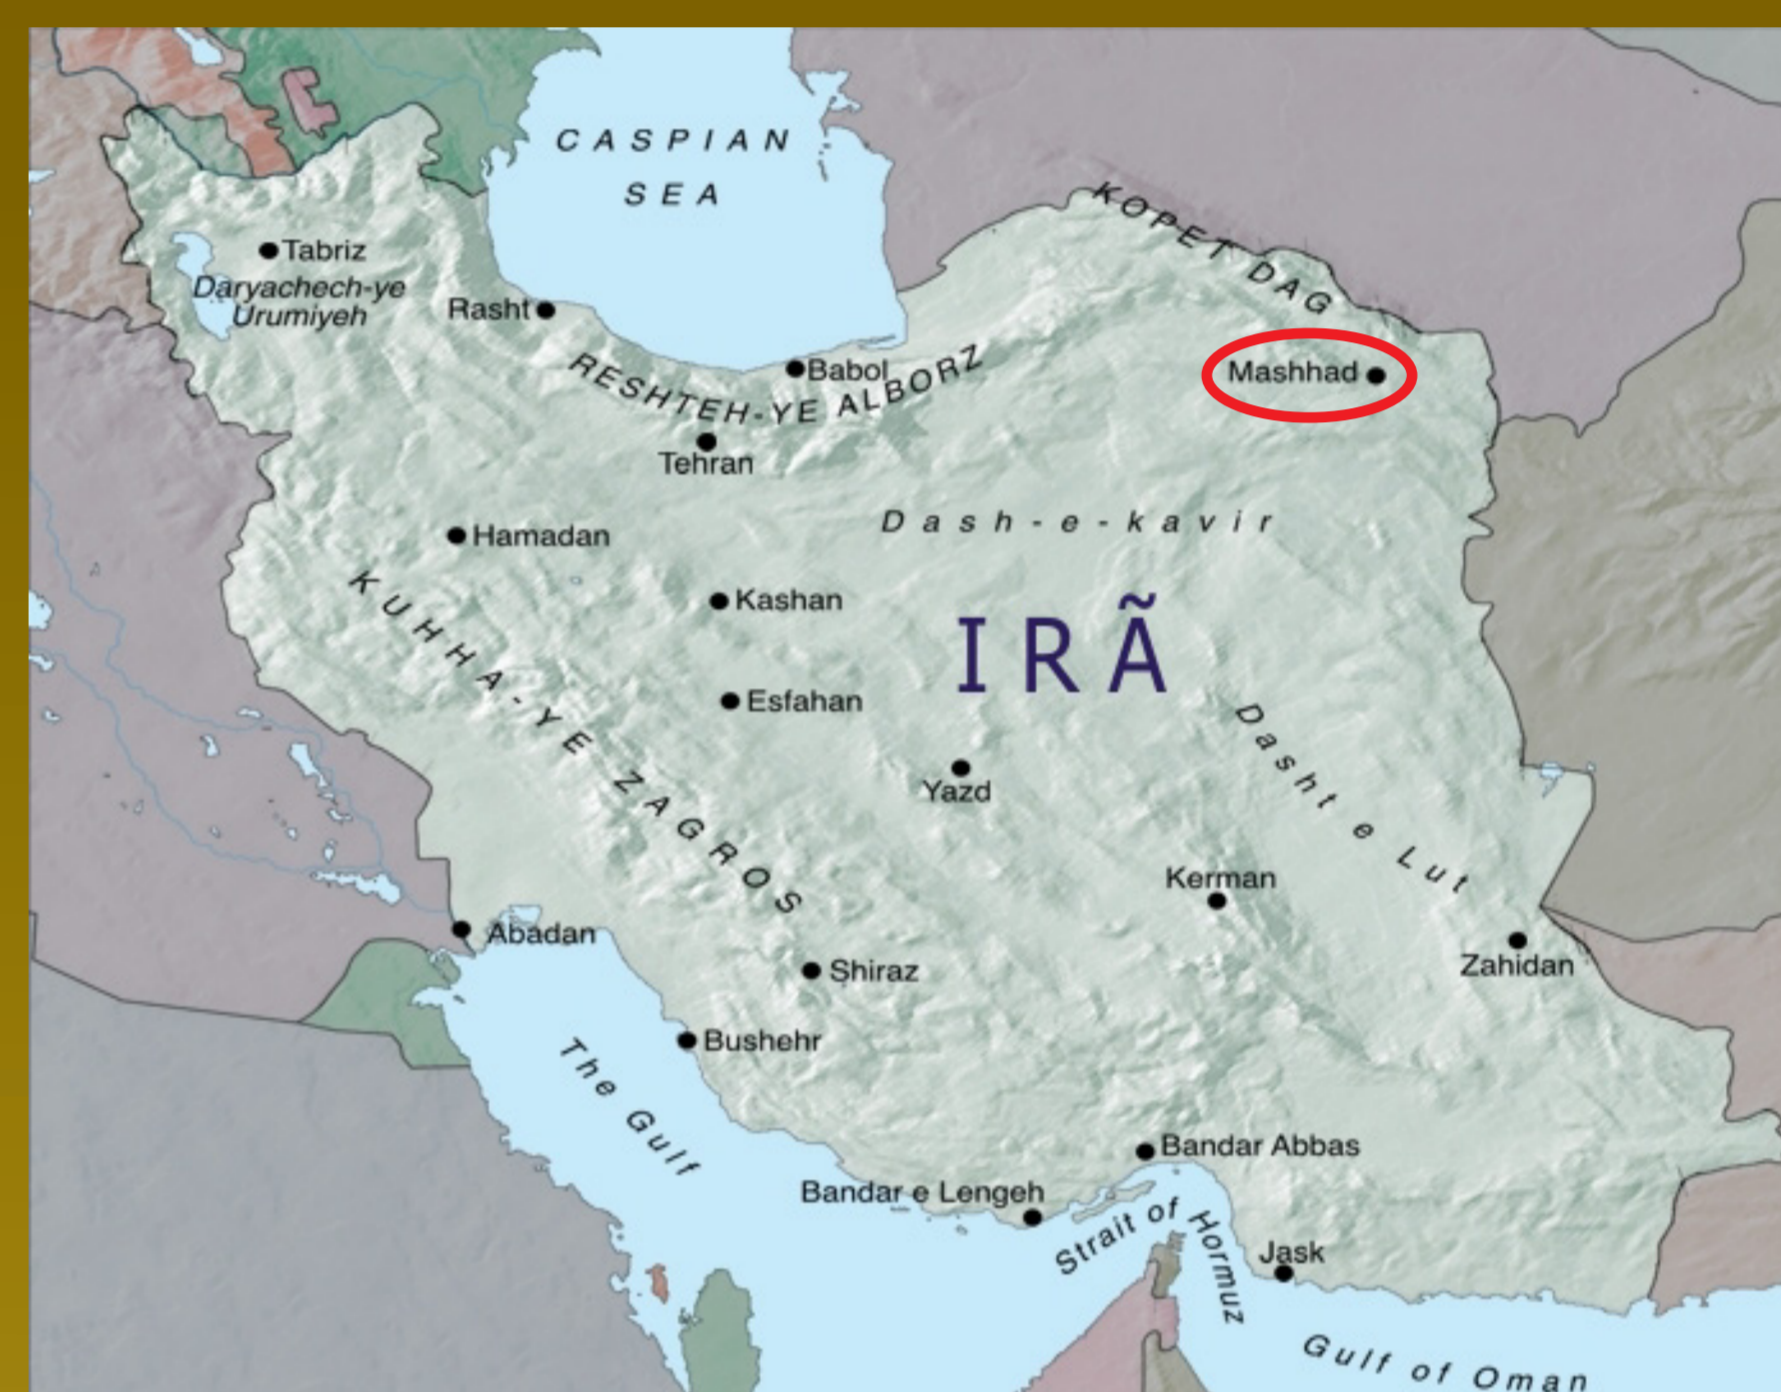 CASPIAN
SEA
KOPET DAG
Tabriz
Daryachech-ye
Urumiyeh
Rasht
Babol
RESHTEH-YE ALBORZ
Mashhad
Tehran
Dash-e-kavir
Hamadan
KUHHA-YE ZAGROS
Kashan
IRÃ
Esfahan
Dasht e Lut
Yazd
Kerman
Abadan
Zahidan
Shiraz
The Gulf
Bushehr
Bandar Abbas
Bandar e Lengeh
Strait of Hormuz
Jask
Gulf of Oman